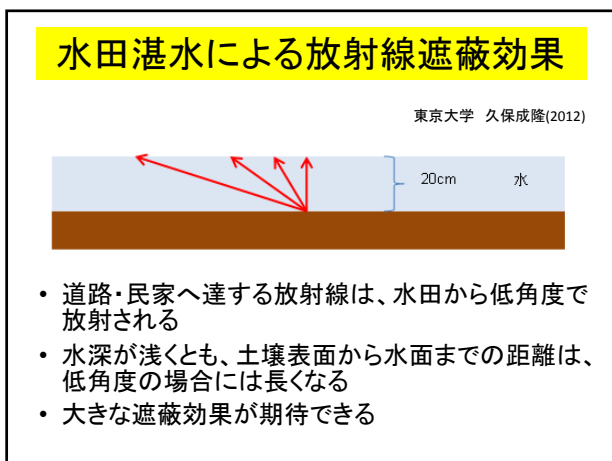 水田湛水による放射線遮蔽効果
東京大学 久保成隆(2012)
20cm 水
• 道路・民家へ達する放射線は、水田から低角度で
放射される
• 水深が浅くとも、土壌表面から水面までの距離は、
低角度の場合には長くなる
• 大きな遮蔽効果が期待できる